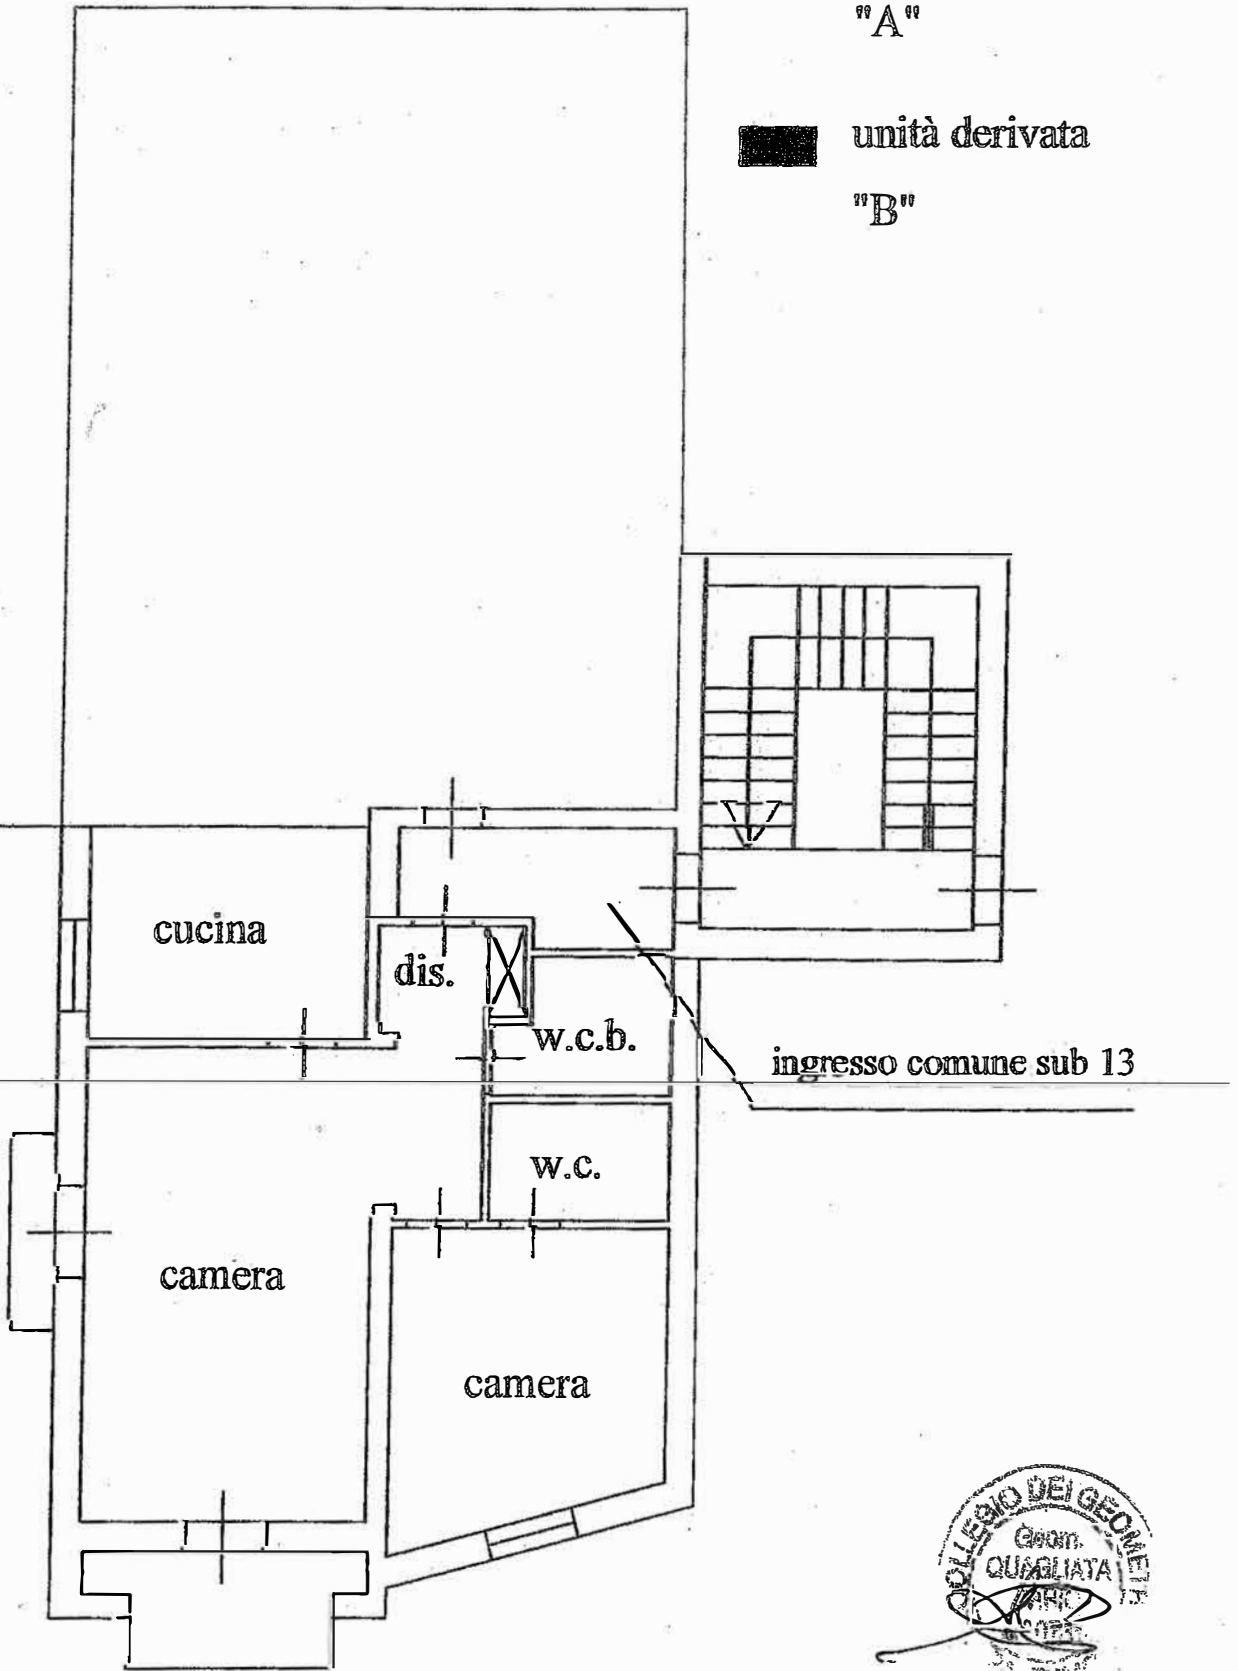 "A"
unità derivata
"B"
cucina
dis.
w.c.b.
ingresso comune sub 13
w.c.
camera
camera
COLLEGIO DEI GEOMETRI
Geom.
QUAGLIATA